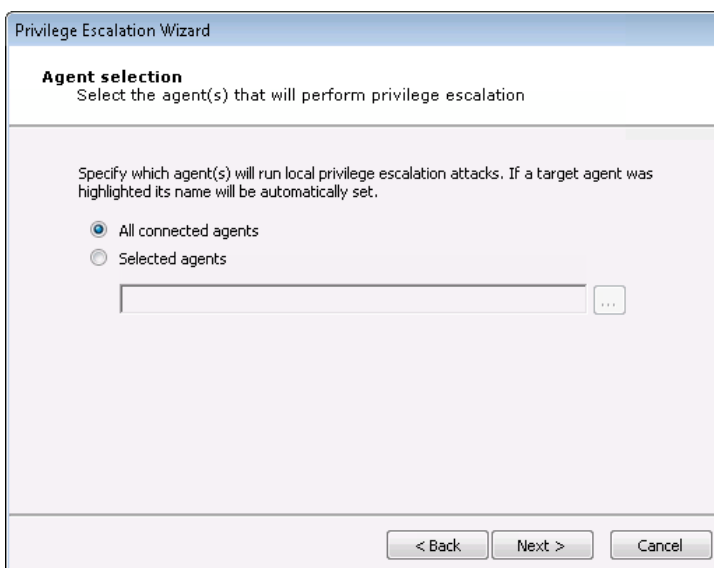 Privilege Escalation Wizard
Agent selection
Select the agent(s) that will perform privilege escalation
Specify which agent(s) will run local privilege escalation attacks. If a target agent was
highlighted its name will be automatically set.
All connected agents
Selected agents
...
< Back Next > Cancel